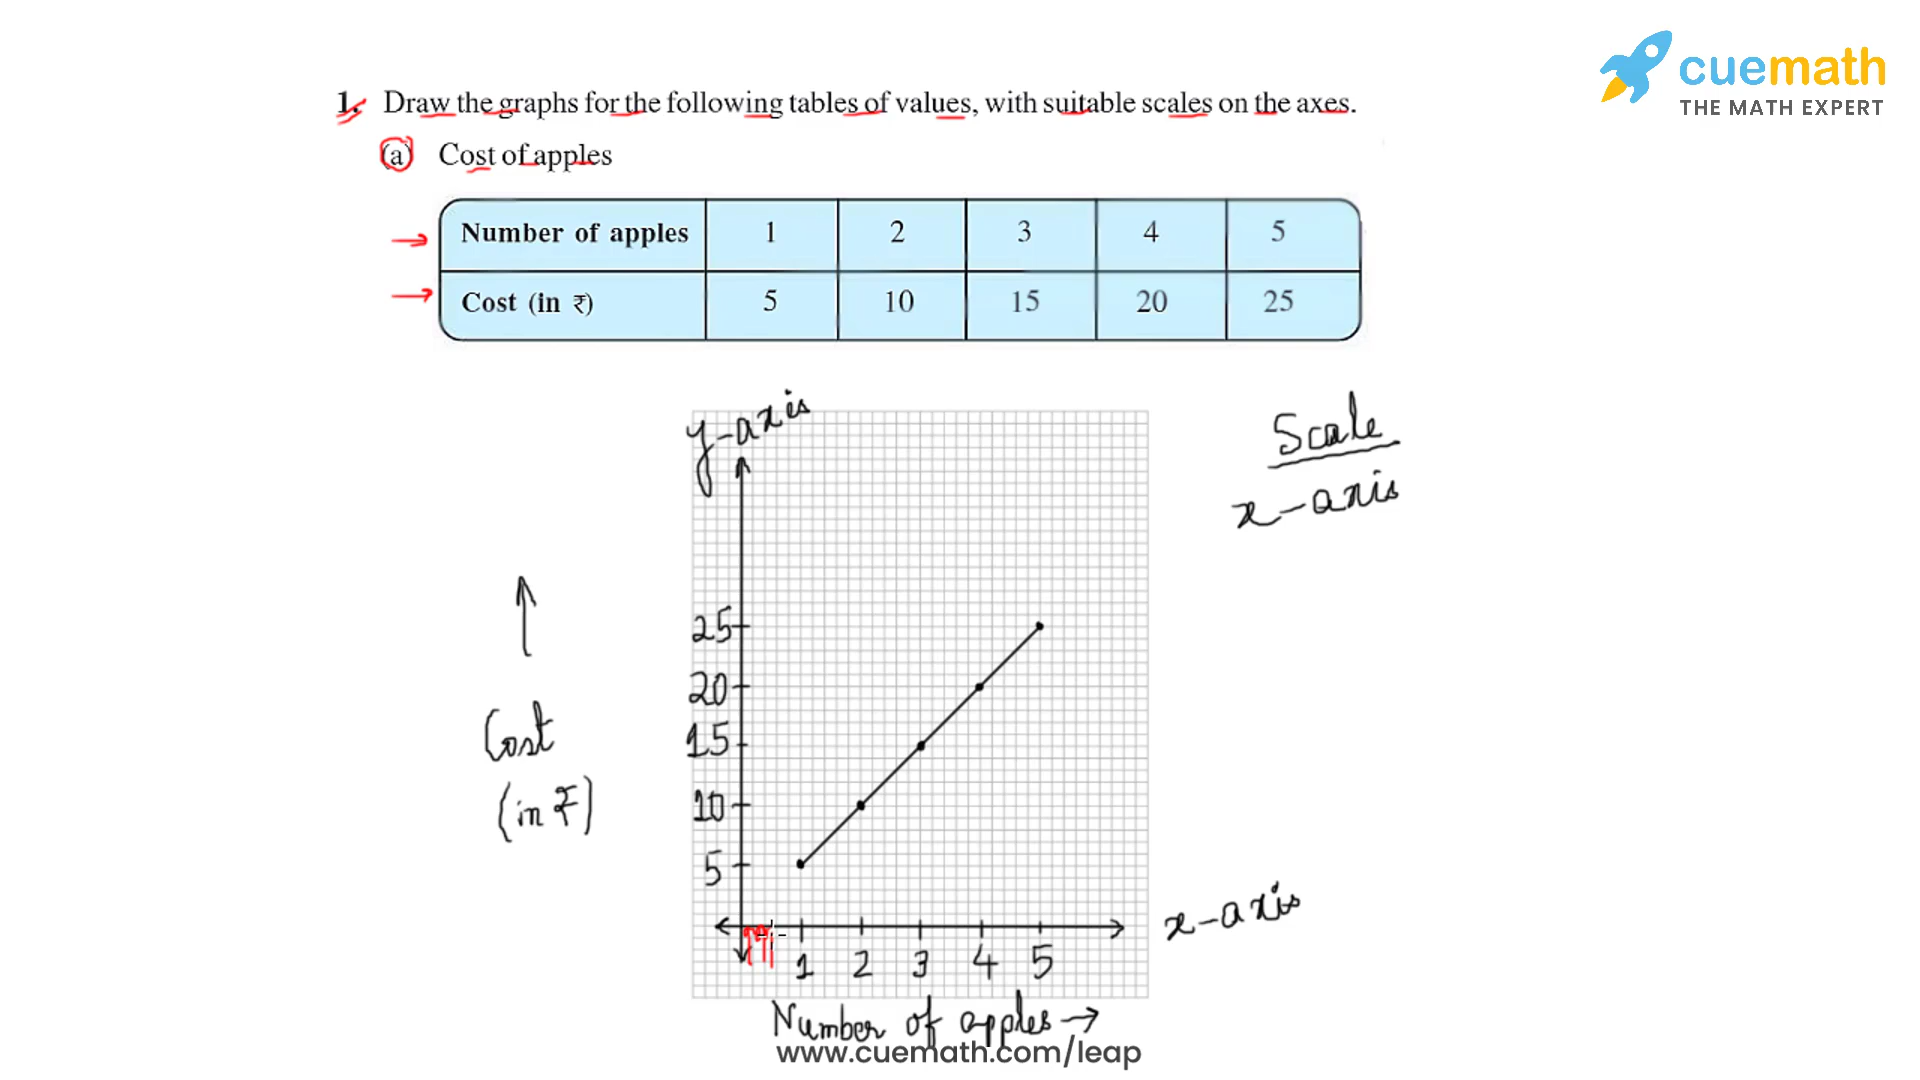 cuemath
THE MATH EXPERT
1. Draw the graphs for the following tables of values, with suitable scales on the axes.
(a) Cost of apples
Number of apples 1 2 3 4 5
Cost (in ₹) 5 10 15 20 25
y-axis
Scale
x-axis
25
20
15
10
5
Cost
(in ₹)
x-axis
1 2 3 4 5
Number of apples
www.cuemath.com/leap